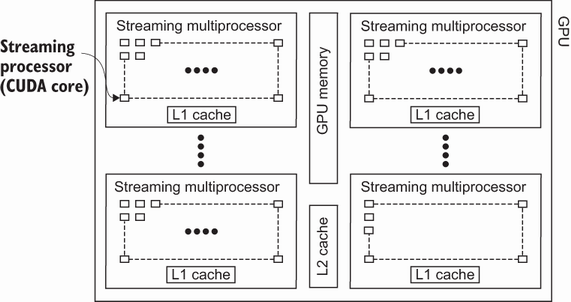 Streaming
processor
(CUDA core)
Streaming multiprocessor
L1 cache
Streaming multiprocessor
L1 cache
GPU memory
L2 cache
Streaming multiprocessor
L1 cache
Streaming multiprocessor
L1 cache
GPU